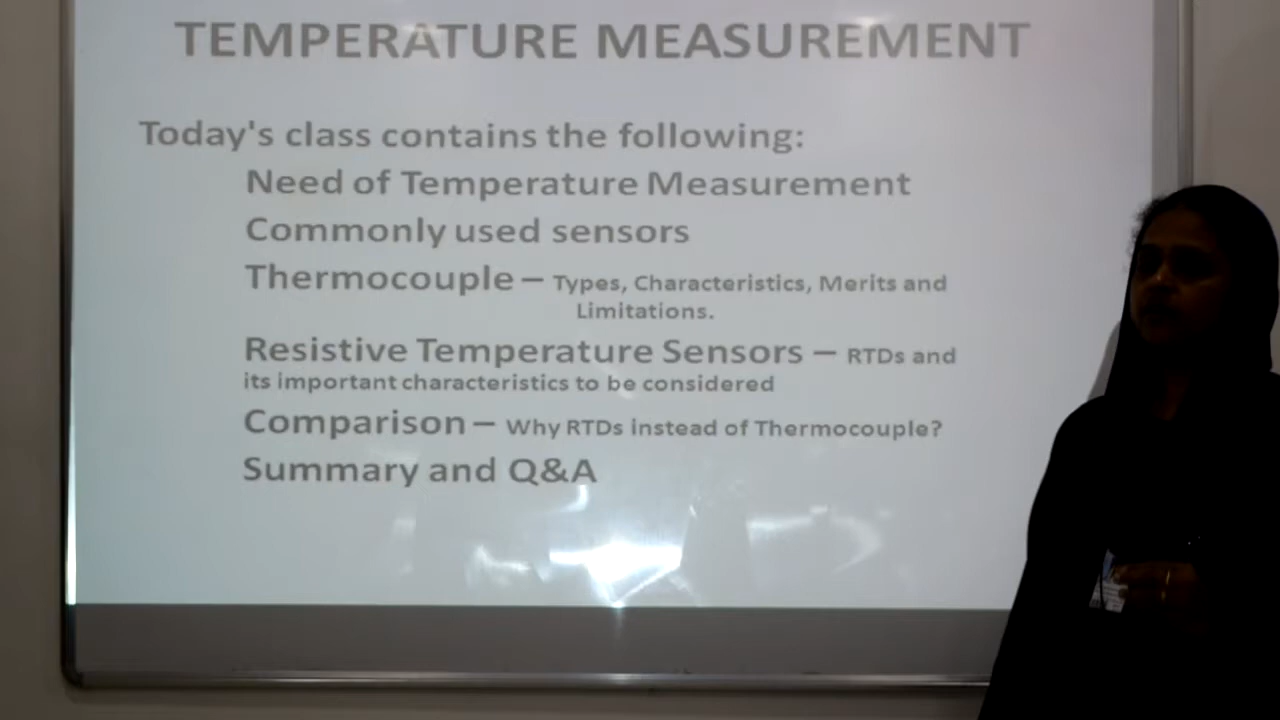 TEMPERATURE MEASUREMENT
Today's class contains the following:
Need of Temperature Measurement
Commonly used sensors
Thermocouple – Types, Characteristics, Merits and
Limitations.
Resistive Temperature Sensors – RTDs and
its important characteristics to be considered
Comparison – Why RTDs instead of Thermocouple?
Summary and Q&A